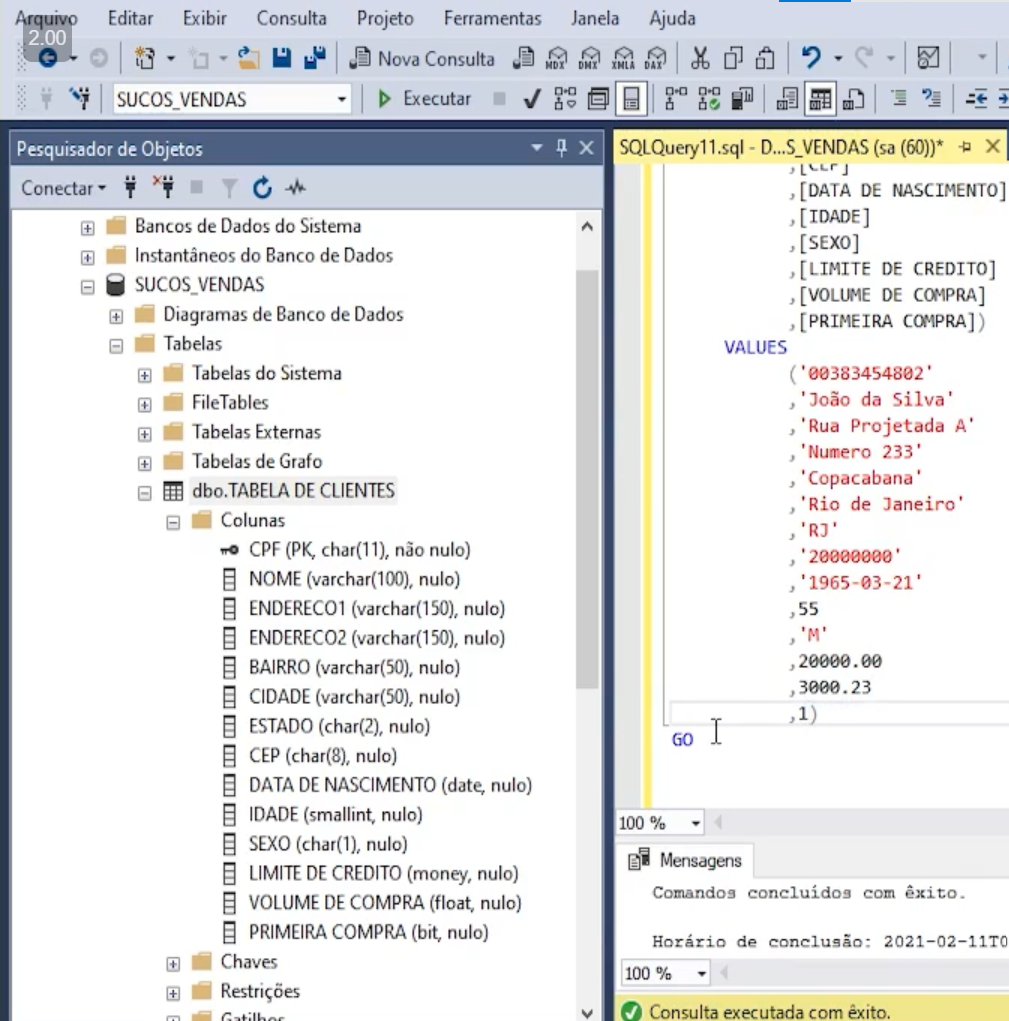 Arquivo Editar Exibir Consulta Projeto Ferramentas Janela Ajuda
2.00
Nova Consulta MDX DMX XMLA DAX
SUCOS_VENDAS Executar
Pesquisador de Objetos
Conectar
Bancos de Dados do Sistema
Instantâneos do Banco de Dados
SUCOS_VENDAS
Diagramas de Banco de Dados
Tabelas
Tabelas do Sistema
FileTables
Tabelas Externas
Tabelas de Grafo
dbo.TABELA DE CLIENTES
Colunas
CPF (PK, char(11), não nulo)
NOME (varchar(100), nulo)
ENDERECO1 (varchar(150), nulo)
ENDERECO2 (varchar(150), nulo)
BAIRRO (varchar(50), nulo)
CIDADE (varchar(50), nulo)
ESTADO (char(2), nulo)
CEP (char(8), nulo)
DATA DE NASCIMENTO (date, nulo)
IDADE (smallint, nulo)
SEXO (char(1), nulo)
LIMITE DE CREDITO (money, nulo)
VOLUME DE COMPRA (float, nulo)
PRIMEIRA COMPRA (bit, nulo)
Chaves
Restrições
Gatilhos
SQLQuery11.sql - D...S_VENDAS (sa (60))*
,[CEP]
,[DATA DE NASCIMENTO]
,[IDADE]
,[SEXO]
,[LIMITE DE CREDITO]
,[VOLUME DE COMPRA]
,[PRIMEIRA COMPRA])
VALUES
('00383454802'
,'João da Silva'
,'Rua Projetada A'
,'Numero 233'
,'Copacabana'
,'Rio de Janeiro'
,'RJ'
,'20000000'
,'1965-03-21'
,55
,'M'
,20000.00
,3000.23
,1)
GO
100 %
Mensagens
Comandos concluídos com êxito.
Horário de conclusão: 2021-02-11T0
100 %
Consulta executada com êxito.